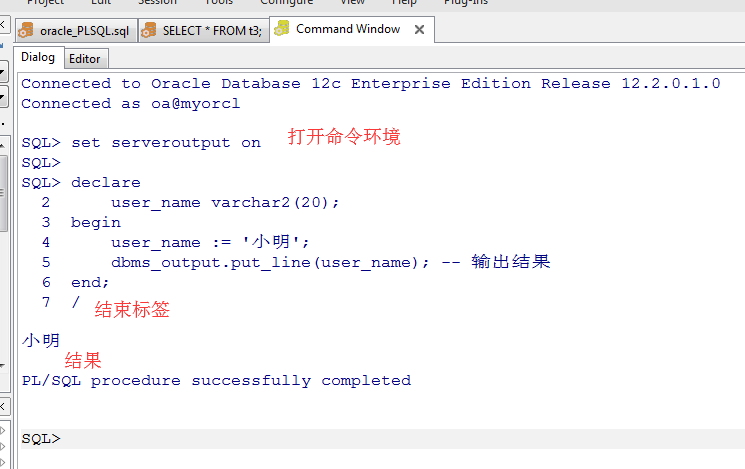 Project Edit Session Tools Configure View Help Plug-Ins
oracle_PLSQL.sql SELECT * FROM t3; Command Window
Dialog Editor
Connected to Oracle Database 12c Enterprise Edition Release 12.2.0.1.0
Connected as oa@myorcl
SQL> set serveroutput on 打开命令环境
SQL>
SQL> declare
2 user_name varchar2(20);
3 begin
4 user_name := '小明';
5 dbms_output.put_line(user_name); -- 输出结果
6 end;
7 / 结束标签
小明
结果
PL/SQL procedure successfully completed
SQL>